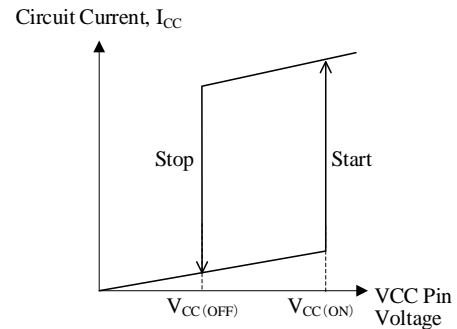 Circuit Current, I_CC
Stop
Start
V_CC(OFF)
V_CC(ON)
VCC Pin
Voltage